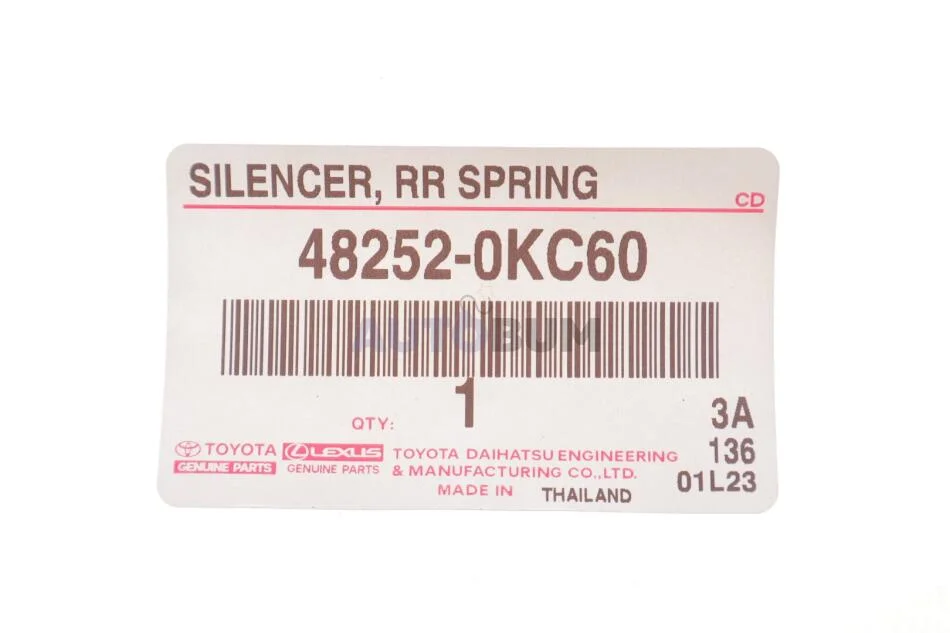 SILENCER, RR SPRING
CD
48252-0KC60
AUTOBUM
QTY: 1
3A
136
01L23
TOYOTA
GENUINE PARTS
LEXUS
GENUINE PARTS
TOYOTA DAIHATSU ENGINEERING
& MANUFACTURING CO.,LTD.
MADE IN THAILAND